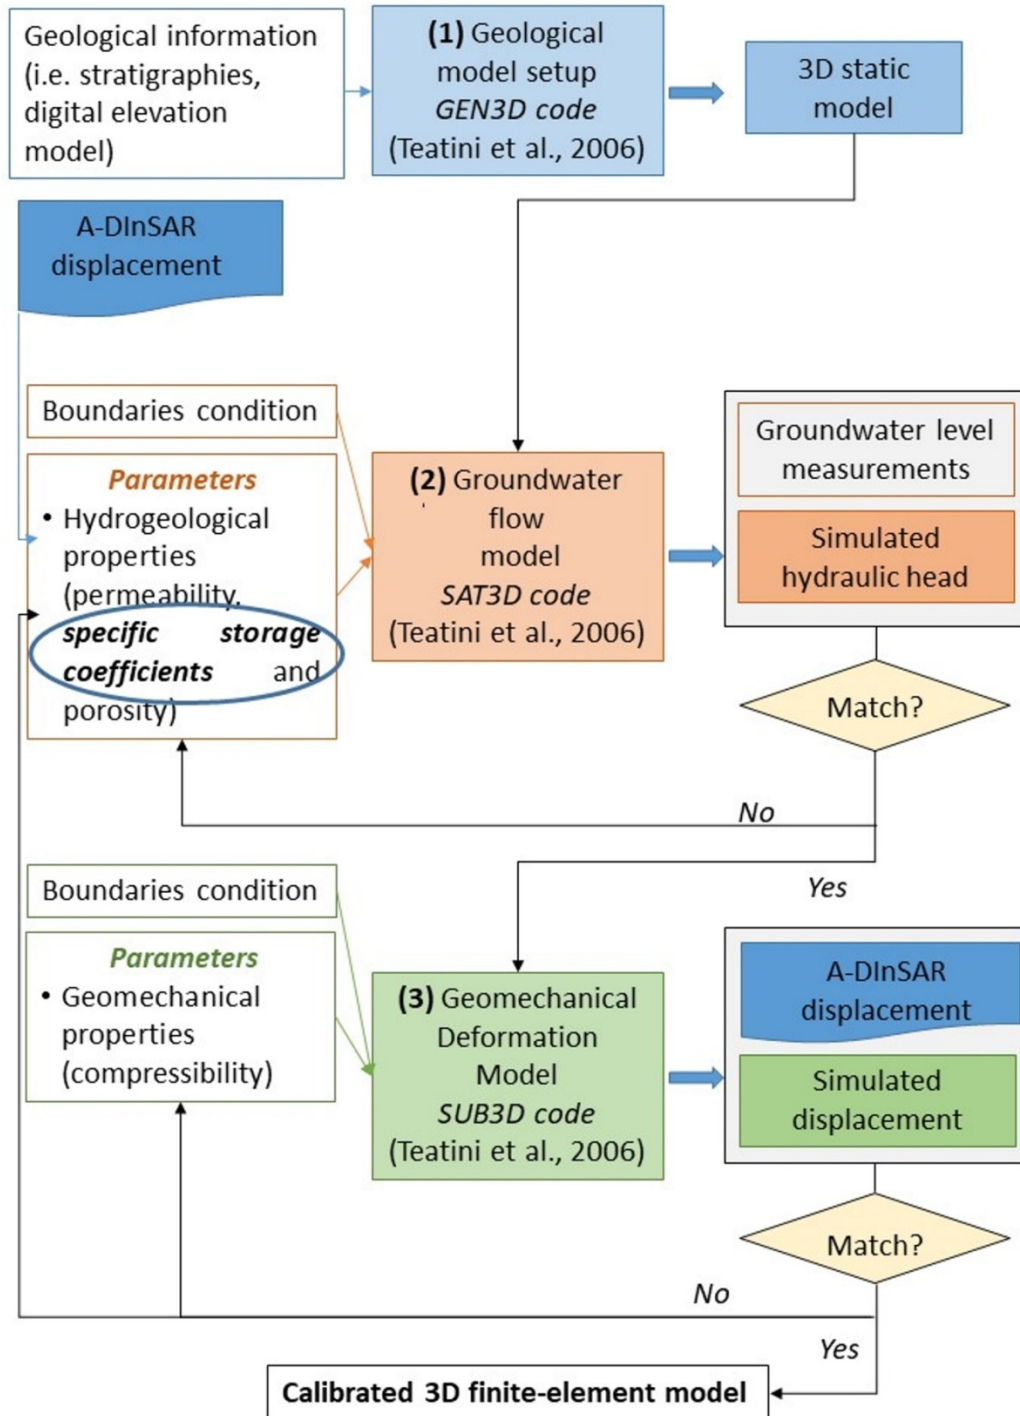 Geological information
(i.e. stratigraphies,
digital elevation
model)
(1) Geological
model setup
GEN3D code
(Teatini et al., 2006)
3D static
model
A-DInSAR
displacement
Boundaries condition
Parameters
• Hydrogeological
properties
(permeability,
specific storage
coefficients and
porosity)
(2) Groundwater
flow
model
SAT3D code
(Teatini et al., 2006)
Groundwater level
measurements
Simulated
hydraulic head
Match?
No
Yes
Boundaries condition
Parameters
• Geomechanical
properties
(compressibility)
(3) Geomechanical
Deformation
Model
SUB3D code
(Teatini et al., 2006)
A-DInSAR
displacement
Simulated
displacement
Match?
No
Yes
Calibrated 3D finite-element model